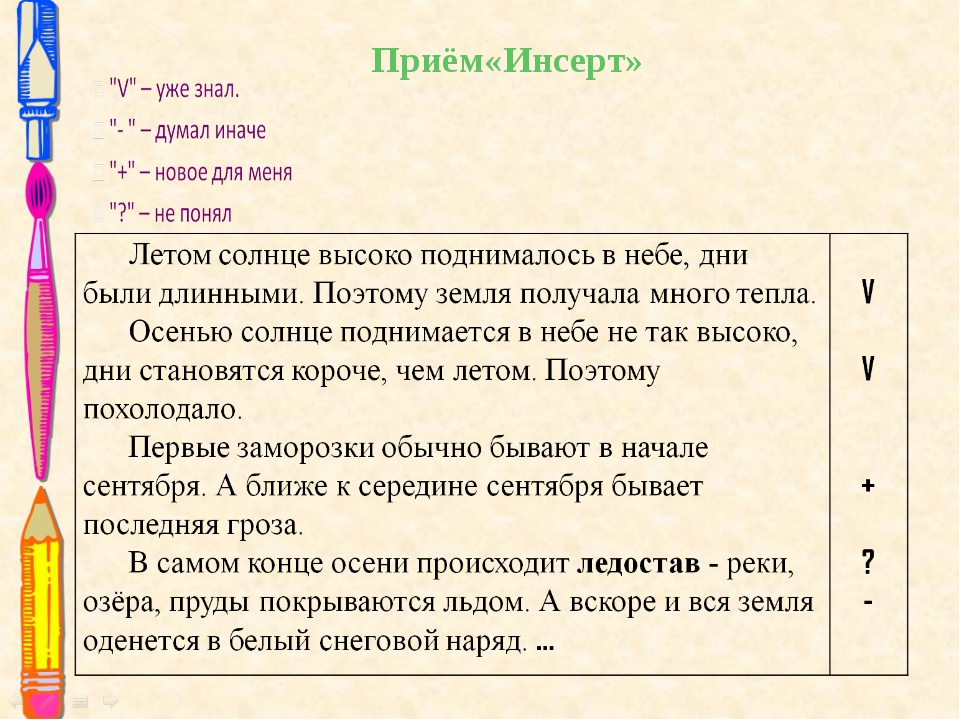 Приём«Инсерт»
"V" – уже знал.
"- " – думал иначе
"+" – новое для меня
"?" – не понял
Летом солнце высоко поднималось в небе, дни
были длинными. Поэтому земля получала много тепла. V
Осенью солнце поднимается в небе не так высоко,
дни становятся короче, чем летом. Поэтому V
похолодало.
Первые заморозки обычно бывают в начале
сентября. А ближе к середине сентября бывает +
последняя гроза.
В самом конце осени происходит ледостав - реки, ?
озёра, пруды покрываются льдом. А вскоре и вся земля -
оденется в белый снеговой наряд. ...